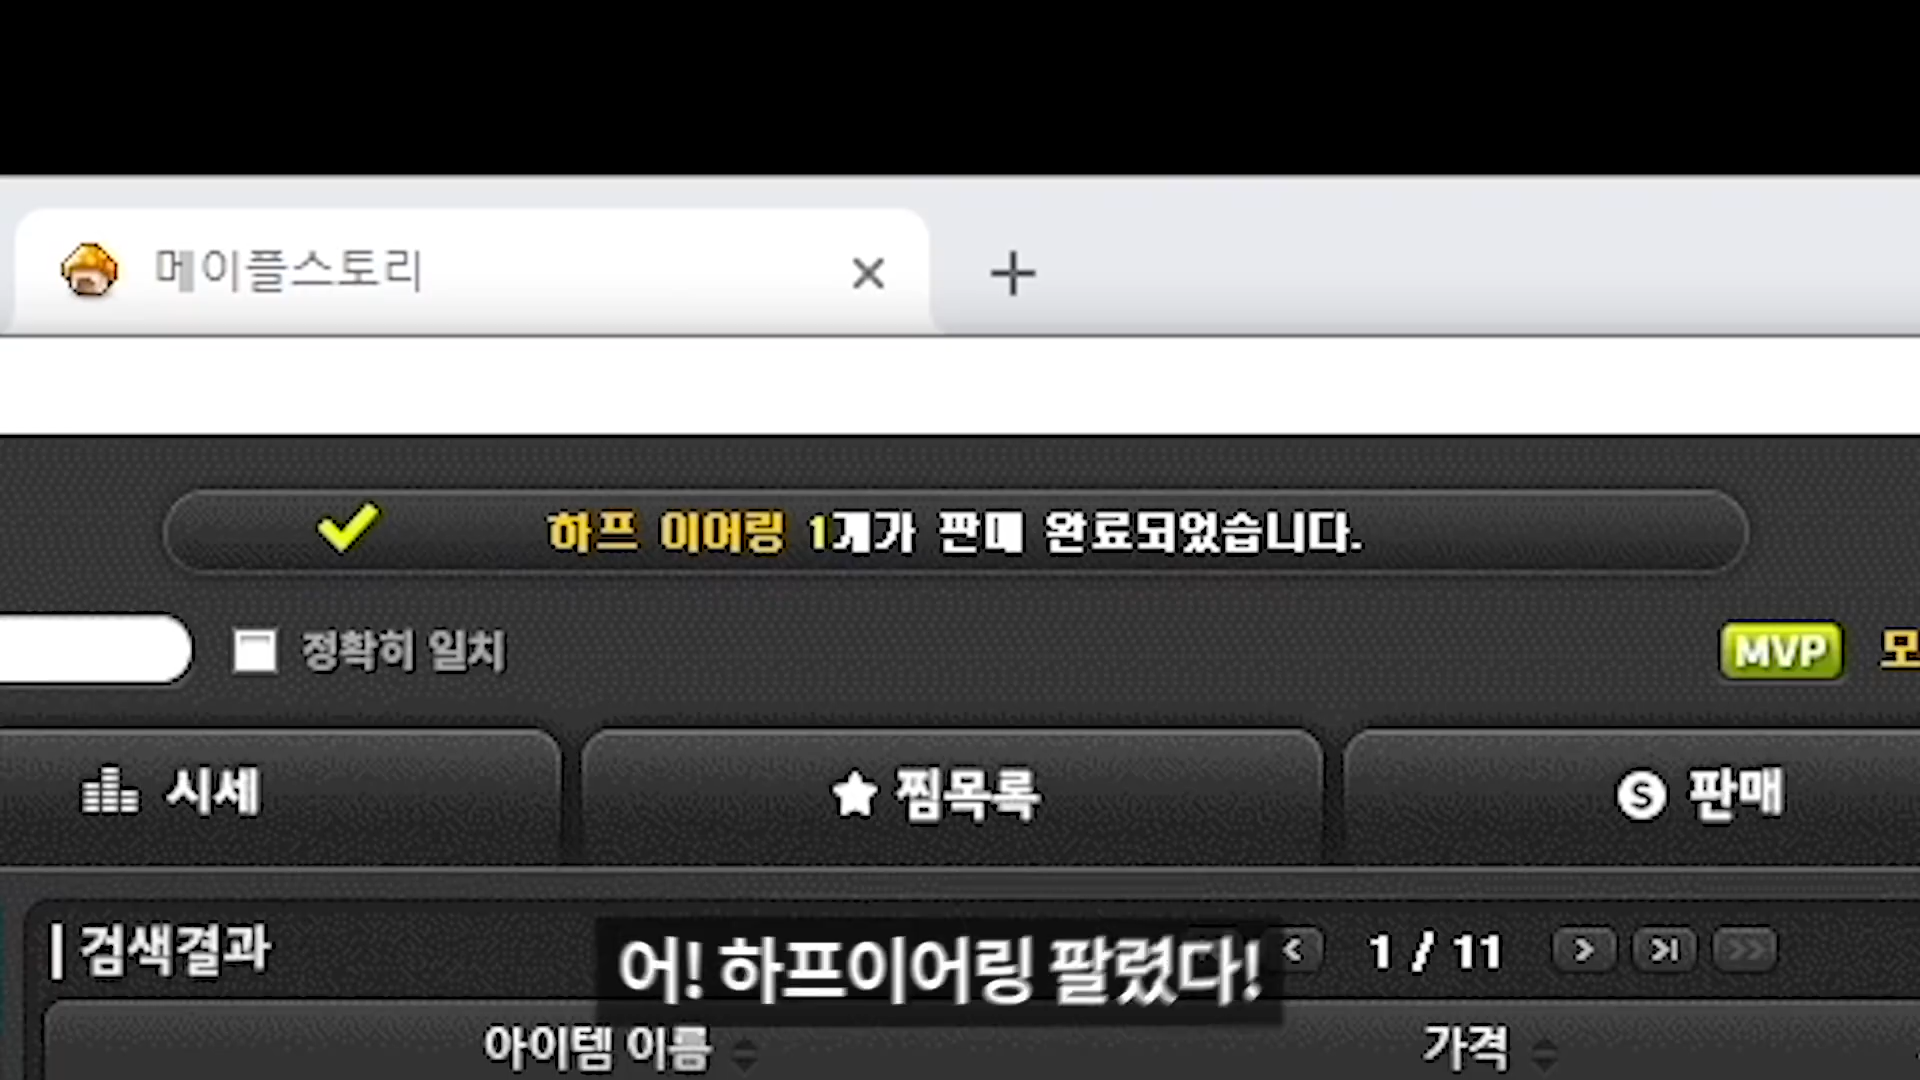 메이플스토리
하프 이어링 1개가 판매 완료되었습니다.
정확히 일치
MVP
시세
찜목록
판매
검색결과
1 / 11
어! 하프이어링 팔렸다!
아이템 이름
가격